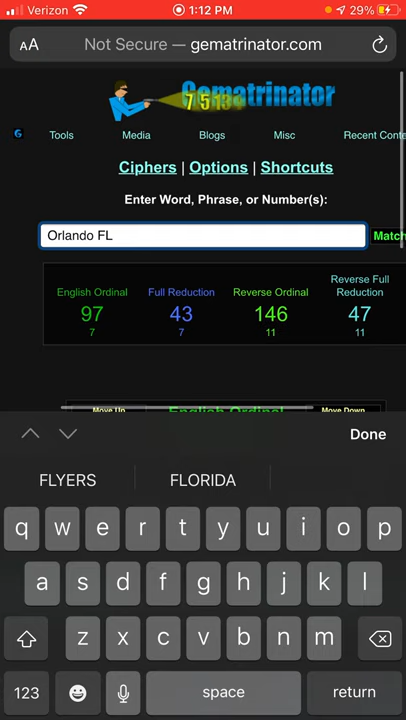 Verizon 1:12 PM 29%
AA Not Secure — gematrinator.com
Gematrinator
Tools Media Blogs Misc Recent Conte
Ciphers | Options | Shortcuts
Enter Word, Phrase, or Number(s):
Orlando FL Match
English Ordinal Full Reduction Reverse Ordinal Reverse Full Reduction
97 43 146 47
7 7 11 11
Move Up English Ordinal Move Down
Done
FLYERS FLORIDA
q w e r t y u i o p
a s d f g h j k l
z x c v b n m
123 space return